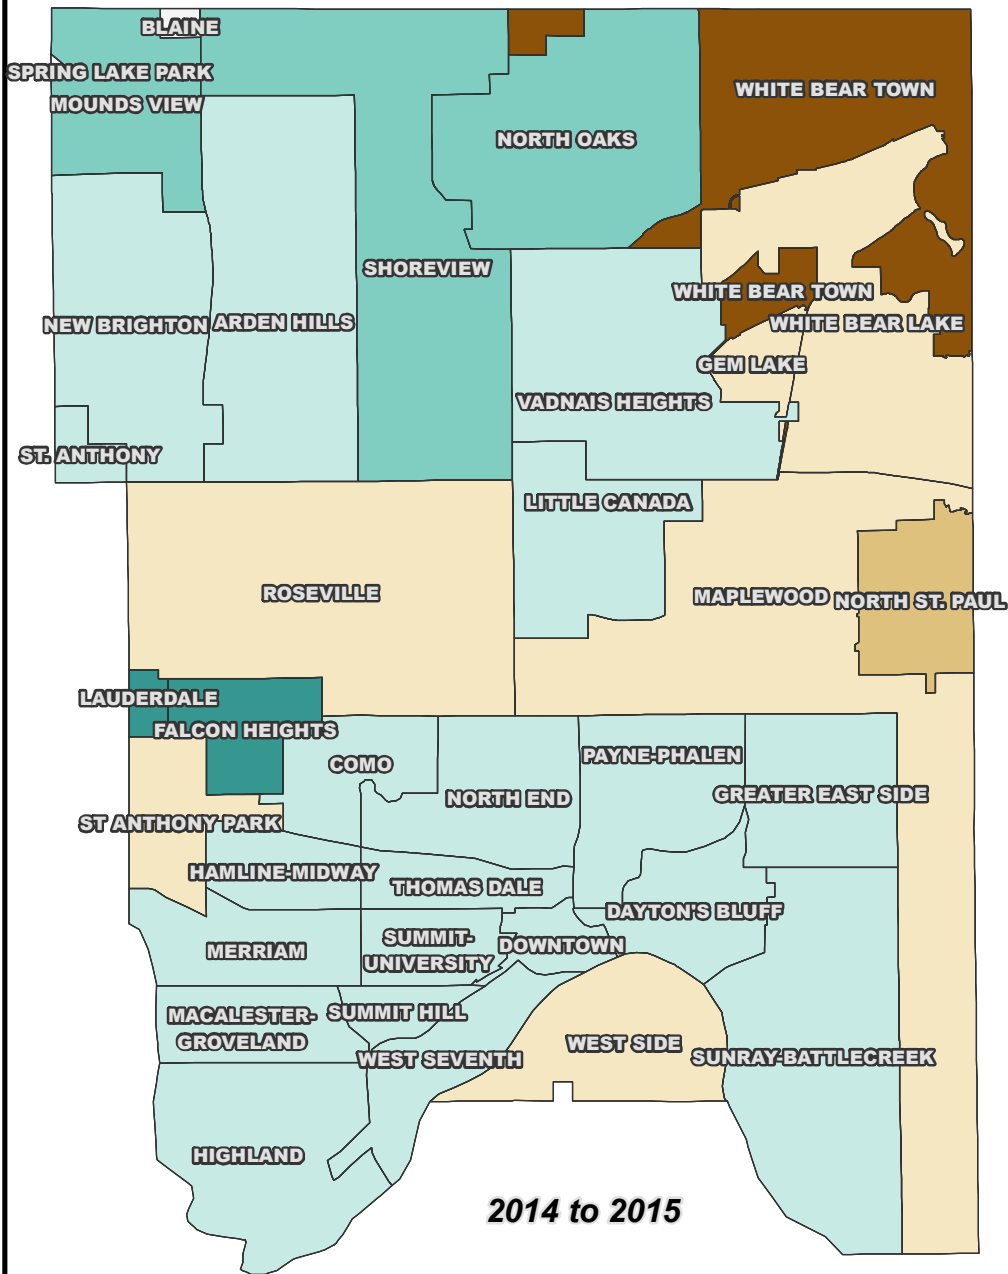 BLAINE
SPRING LAKE PARK
WHITE BEAR TOWN
MOUNDS VIEW
NORTH OAKS
SHOREVIEW
WHITE BEAR TOWN
NEW BRIGHTON
ARDEN HILLS
WHITE BEAR LAKE
GEM LAKE
VADNAIS HEIGHTS
ST. ANTHONY
LITTLE CANADA
ROSEVILLE
MAPLEWOOD
NORTH ST. PAUL
LAUDERDALE
FALCON HEIGHTS
PAYNE-PHALEN
COMO
NORTH END
GREATER EAST SIDE
ST ANTHONY PARK
HAMLINE-MIDWAY
THOMAS DALE
DAYTON'S BLUFF
MERRIAM
SUMMIT-
UNIVERSITY
DOWNTOWN
MACALESTER-
GROVELAND
SUMMIT HILL
WEST SEVENTH
WEST SIDE
SUNRAY-BATTLECREEK
HIGHLAND
2014 to 2015